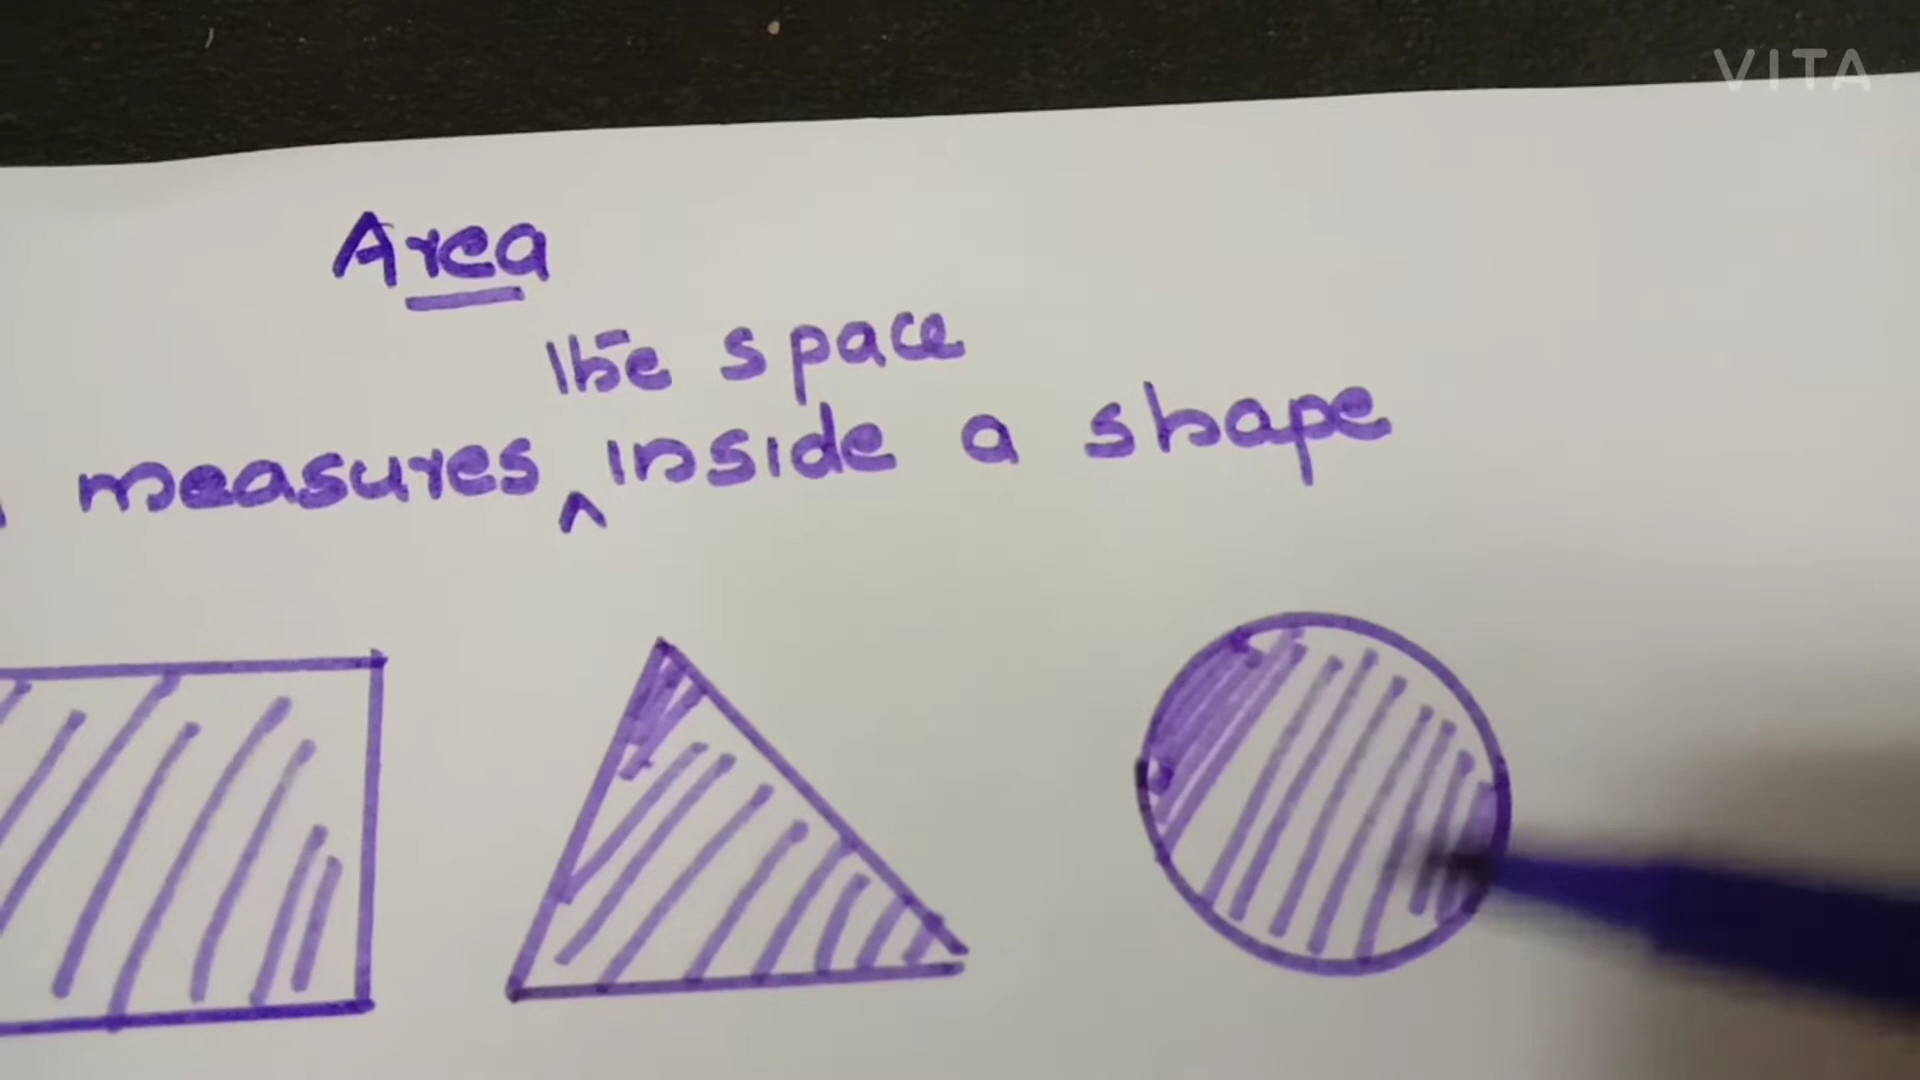 VITA
Area
the space
measures ^ inside a shape